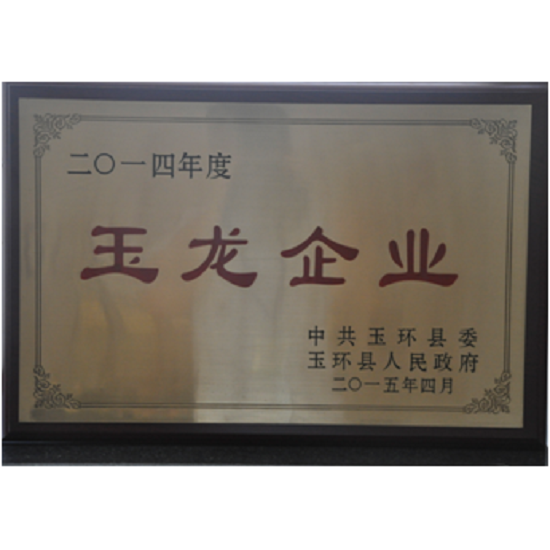 二〇一四年度
玉龙企业
中共玉环县委
玉环县人民政府
二〇一五年四月